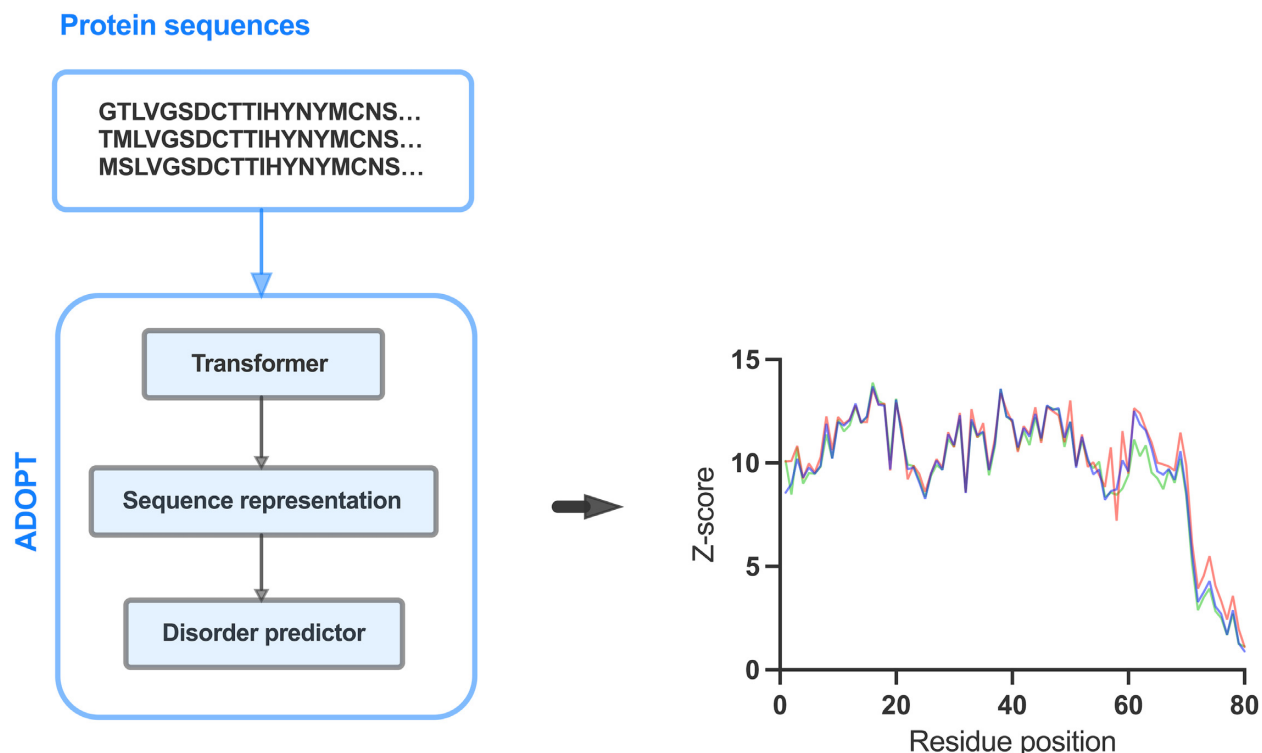 Protein sequences
GTLVGSDCTTIHYNYMCNS...
TMLVGSDCTTIHYNYMCNS...
MSLVGSDCTTIHYNYMCNS...
ADOPT
Transformer
Sequence representation
Disorder predictor
Z-score
15
10
5
0
0 20 40 60 80
Residue position